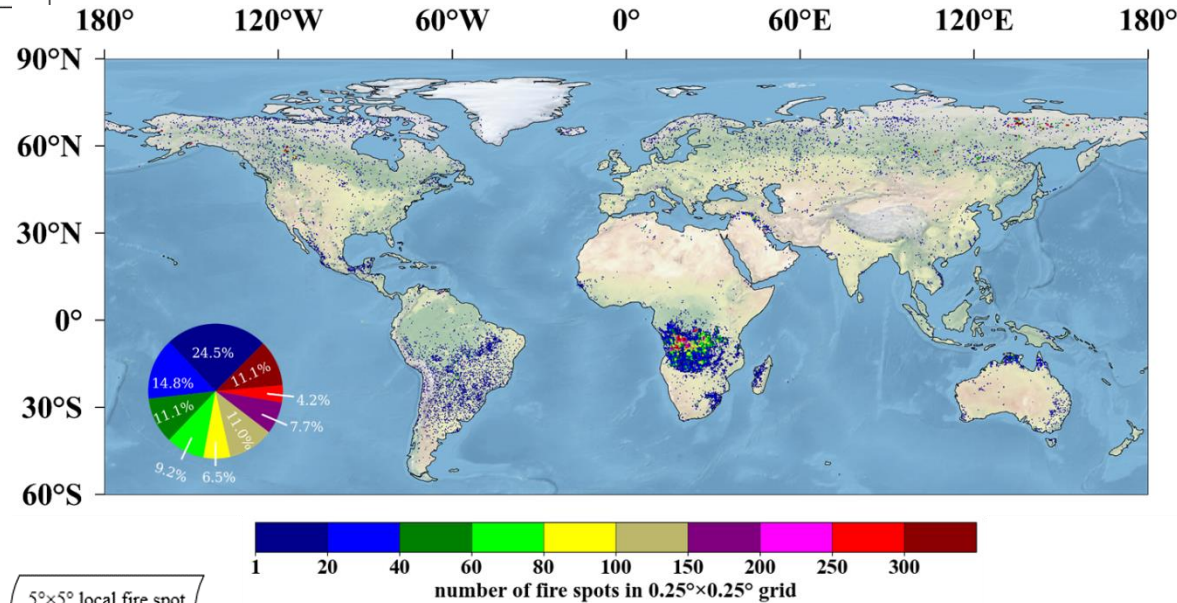 180° 120°W 60°W 0° 60°E 120°E 180°
90°N
60°N
30°N
0°
30°S
60°S
24.5%
11.1%
14.8%
4.2%
11.1%
11.0%
7.7%
9.2%
6.5%
1 20 40 60 80 100 150 200 250 300
number of fire spots in 0.25°×0.25° grid
5°×5° local fire spot